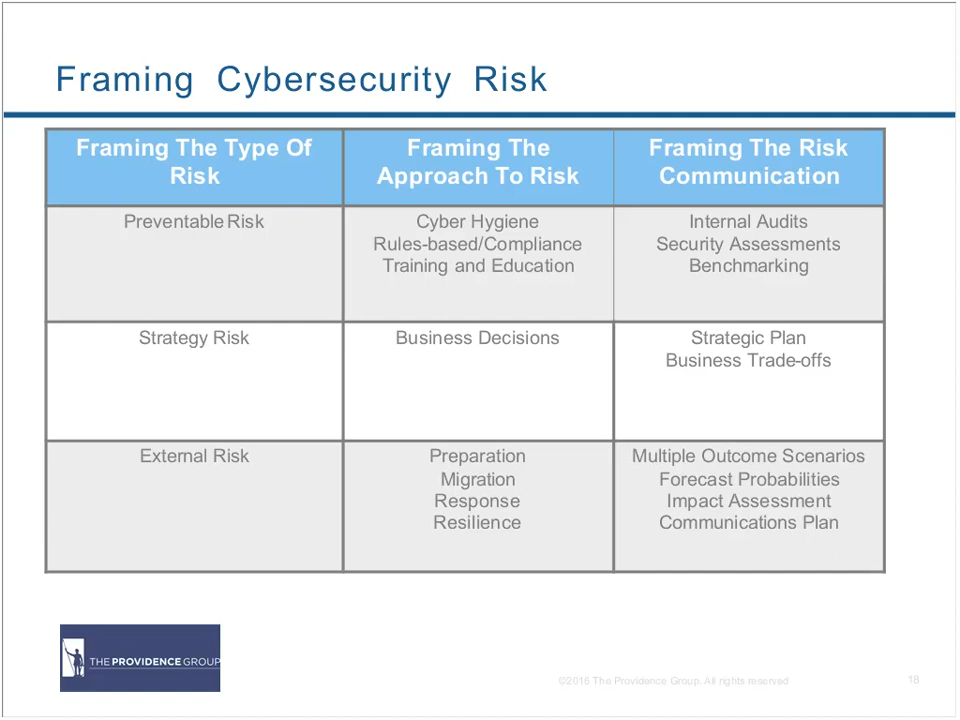 Framing Cybersecurity Risk
Framing The Type Of
Risk
Framing The
Approach To Risk
Framing The Risk
Communication
Preventable Risk
Cyber Hygiene
Rules-based/Compliance
Training and Education
Internal Audits
Security Assessments
Benchmarking
Strategy Risk
Business Decisions
Strategic Plan
Business Trade-offs
External Risk
Preparation
Migration
Response
Resilience
Multiple Outcome Scenarios
Forecast Probabilities
Impact Assessment
Communications Plan
THE PROVIDENCE GROUP
©2015 The Providence Group. All rights reserved
18